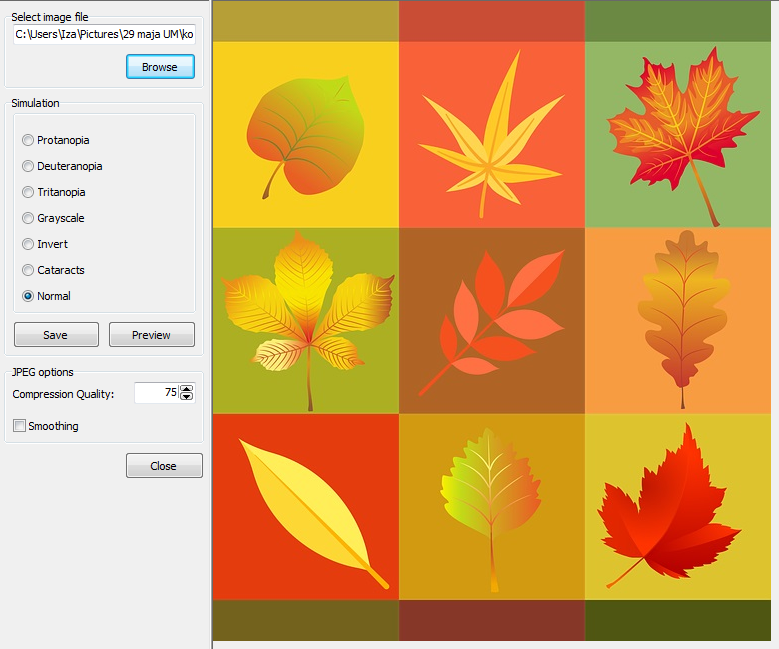 Select image file
C:\Users\Iza\Pictures\29 maja UM\ko
Browse
Simulation
Protanopia
Deuteranopia
Tritanopia
Grayscale
Invert
Cataracts
Normal
Save Preview
JPEG options
Compression Quality: 75
Smoothing
Close